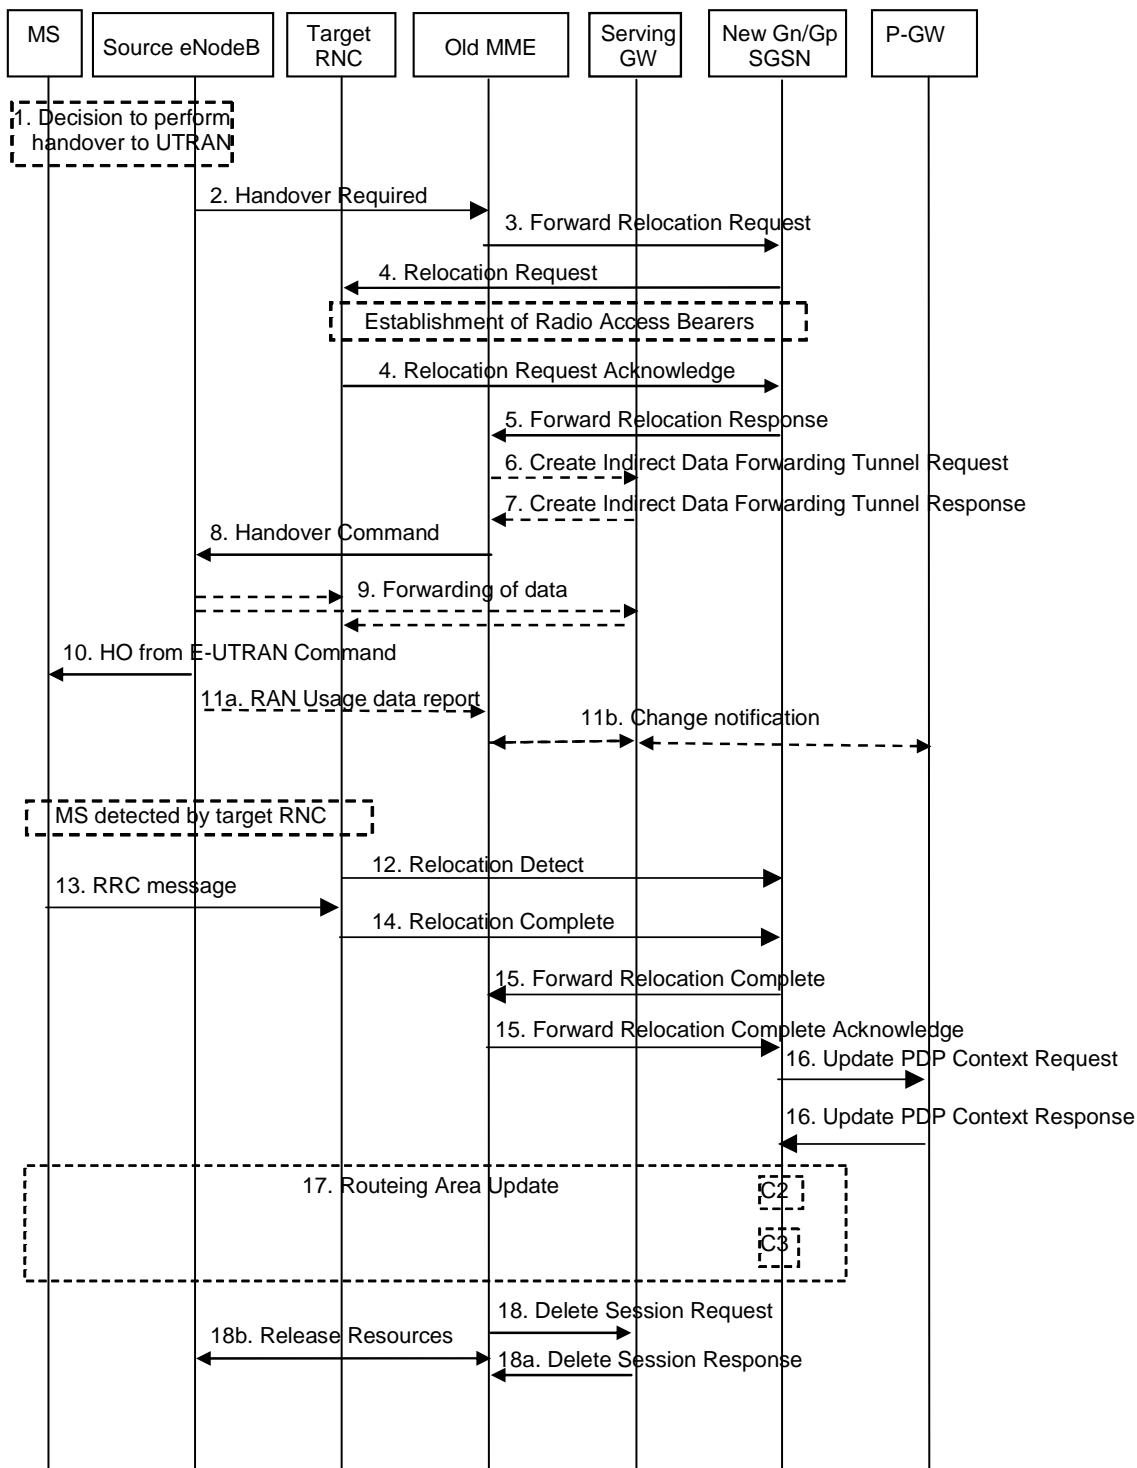 MS
Source eNodeB
Target
RNC
Old MME
Serving
GW
New Gn/Gp
SGSN
P-GW
1. Decision to perform
handover to UTRAN
2. Handover Required
3. Forward Relocation Request
4. Relocation Request
Establishment of Radio Access Bearers
4. Relocation Request Acknowledge
5. Forward Relocation Response
6. Create Indirect Data Forwarding Tunnel Request
7. Create Indirect Data Forwarding Tunnel Response
8. Handover Command
9. Forwarding of data
10. HO from E-UTRAN Command
11a. RAN Usage data report
11b. Change notification
MS detected by target RNC
12. Relocation Detect
13. RRC message
14. Relocation Complete
15. Forward Relocation Complete
15. Forward Relocation Complete Acknowledge
16. Update PDP Context Request
16. Update PDP Context Response
17. Routeing Area Update
C2
C3
18. Delete Session Request
18b. Release Resources
18a. Delete Session Response